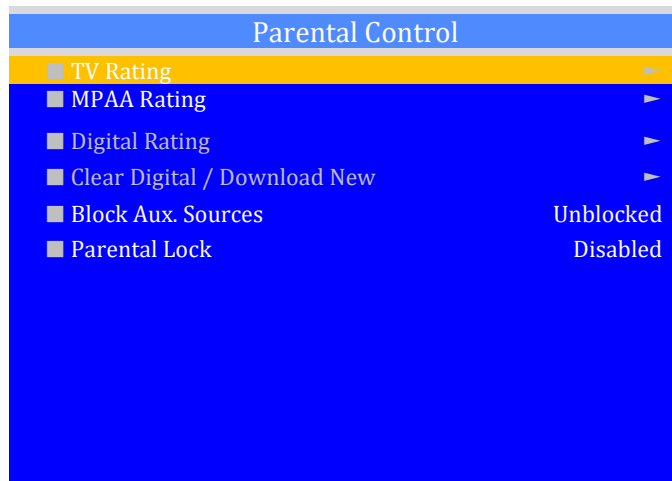 Parental Control
TV Rating
MPAA Rating
Digital Rating
Clear Digital / Download New
Block Aux. Sources Unblocked
Parental Lock Disabled